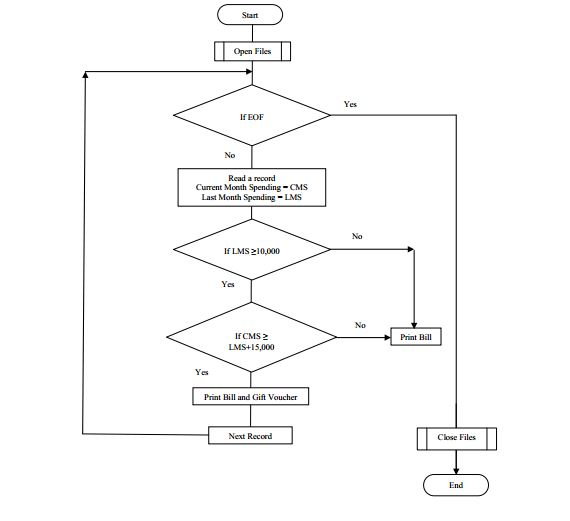 Start
Open Files
If EOF
Yes
No
Read a record
Current Month Spending = CMS
Last Month Spending = LMS
If LMS ≥10,000
No
Yes
If CMS ≥
LMS+15,000
No
Print Bill
Yes
Print Bill and Gift Voucher
Next Record
Close Files
End